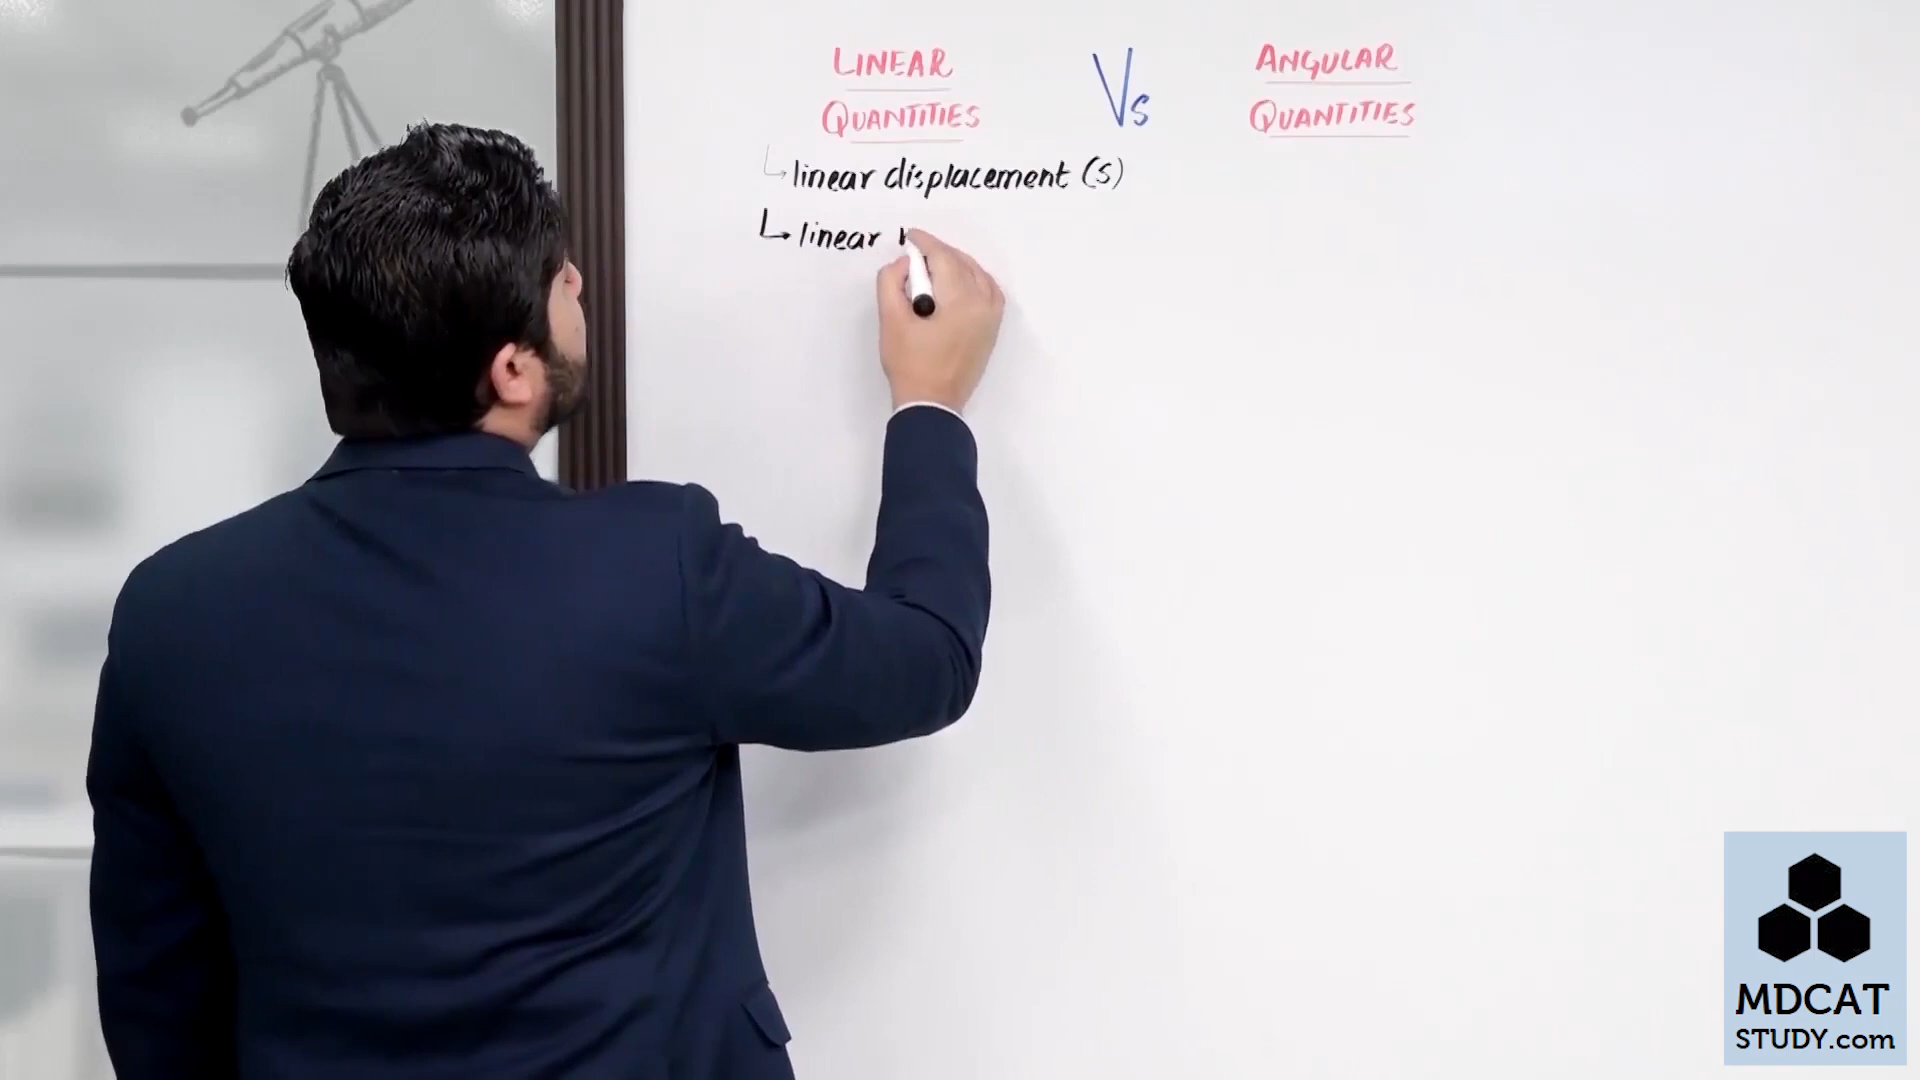 LINEAR
QUANTITIES
Vs
ANGULAR
QUANTITIES
linear displacement (s)
linear
MDCAT
STUDY.com